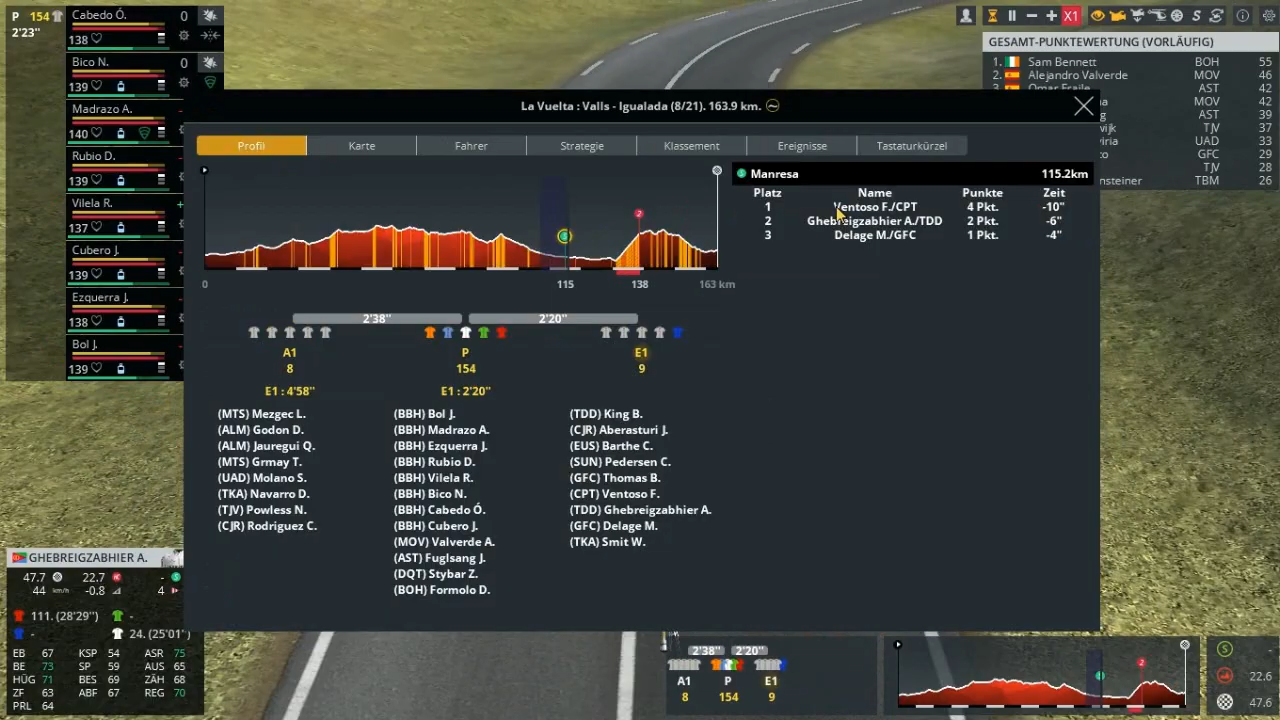 P 154
2'23"
Cabedo Ó. 0
138
Bico N. 0
139
Madrazo A.
140
Rubio D.
139
Vilela R.
137
Cubero J.
139
Ezquerra J.
138
Bol J.
139
X1
GESAMT-PUNKTEWERTUNG (VORLÄUFIG)
1. Sam Bennett BOH 55
2. Alejandro Valverde MOV 46
3. Omar Fraile AST 42
MOV 42
AST 39
TJV 37
UAD 33
GFC 29
TJV 28
TBM 26
La Vuelta : Valls - Igualada (8/21). 163.9 km.
Profil
Karte
Fahrer
Strategie
Klassement
Ereignisse
Tastaturkürzel
2
0 115 138 163 km
Manresa 115.2km
Platz Name Punkte Zeit
1 Ventoso F./CPT 4 Pkt. -10"
2 Ghebreigzabhier A./TDD 2 Pkt. -6"
3 Delage M./GFC 1 Pkt. -4"
2'38'' 2'20''
A1 P E1
8 154 9
E1 : 4'58'' E1 : 2'20''
(MTS) Mezgec L.
(ALM) Godon D.
(ALM) Jauregui Q.
(MTS) Grmay T.
(UAD) Molano S.
(TKA) Navarro D.
(TJV) Powless N.
(CJR) Rodriguez C.
(BBH) Bol J.
(BBH) Madrazo A.
(BBH) Ezquerra J.
(BBH) Rubio D.
(BBH) Vilela R.
(BBH) Bico N.
(BBH) Cabedo Ó.
(BBH) Cubero J.
(MOV) Valverde A.
(AST) Fuglsang J.
(DQT) Stybar Z.
(BOH) Formolo D.
(TDD) King B.
(CJR) Aberasturi J.
(EUS) Barthe C.
(SUN) Pedersen C.
(GFC) Thomas B.
(CPT) Ventoso F.
(TDD) Ghebreigzabhier A.
(GFC) Delage M.
(TKA) Smit W.
GHEBREIGZABHIER A.
47.7 22.7 -
44 km/h -0.8 4
111. (28'29'') -
- 24. (25'01'')
EB 67 KSP 54 ASR 75
BE 73 SP 59 AUS 65
HÜG 71 BES 69 ZÄH 68
ZF 63 ABF 67 REG 70
PRL 64
2'38'' 2'20''
A1 P E1
8 154 9
2
S -
22.6
47.6